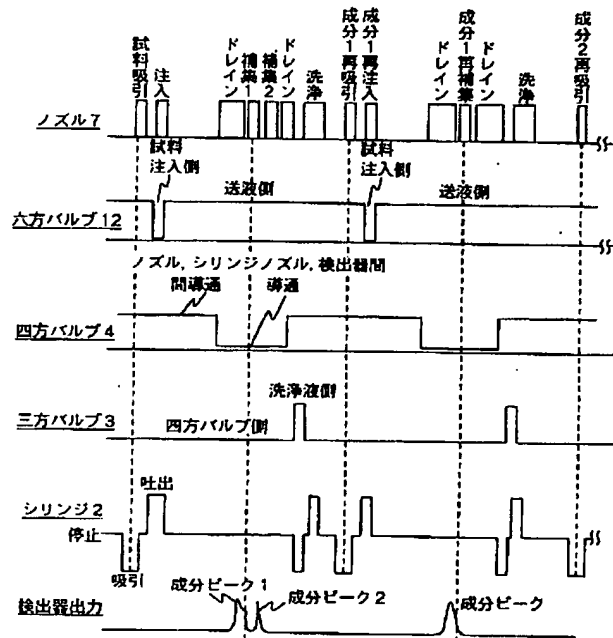 試料吸引
注入
ドレイン
補集1
補集2
ドレイン
洗浄
成分1再吸引
成分1再注入
ドレイン
成分1再補集
ドレイン
洗浄
成分2再吸引
ノズル7
試料
注入側
送液側
試料
注入側
送液側
六方バルブ12
ノズル,シリンジノズル,検出器間
間導通
導通
四方バルブ4
洗浄液側
三方バルブ3
四方バルブ側
吐出
シリンジ2
停止
吸引
成分ピーク1
成分ピーク2
成分ピーク
検出器出力